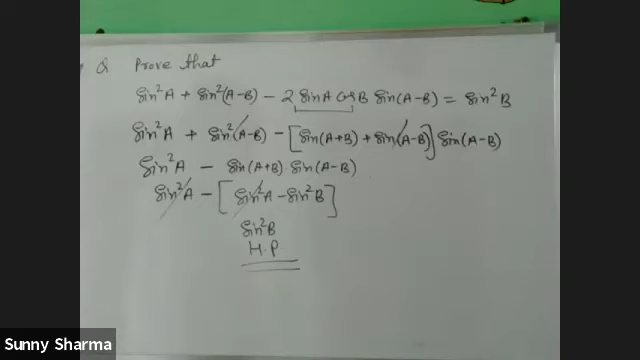 Q Prove that
Sin²A + Sin²(A-B) - 2 SinA CosB Sin(A-B) = Sin²B
Sin²A + Sin²(A-B) - [Sin(A+B) + Sin(A-B)] Sin(A-B)
Sin²A - Sin(A+B) Sin(A-B)
Sin²A - [Sin²A - Sin²B]
Sin²B
H.P.
Sunny Sharma